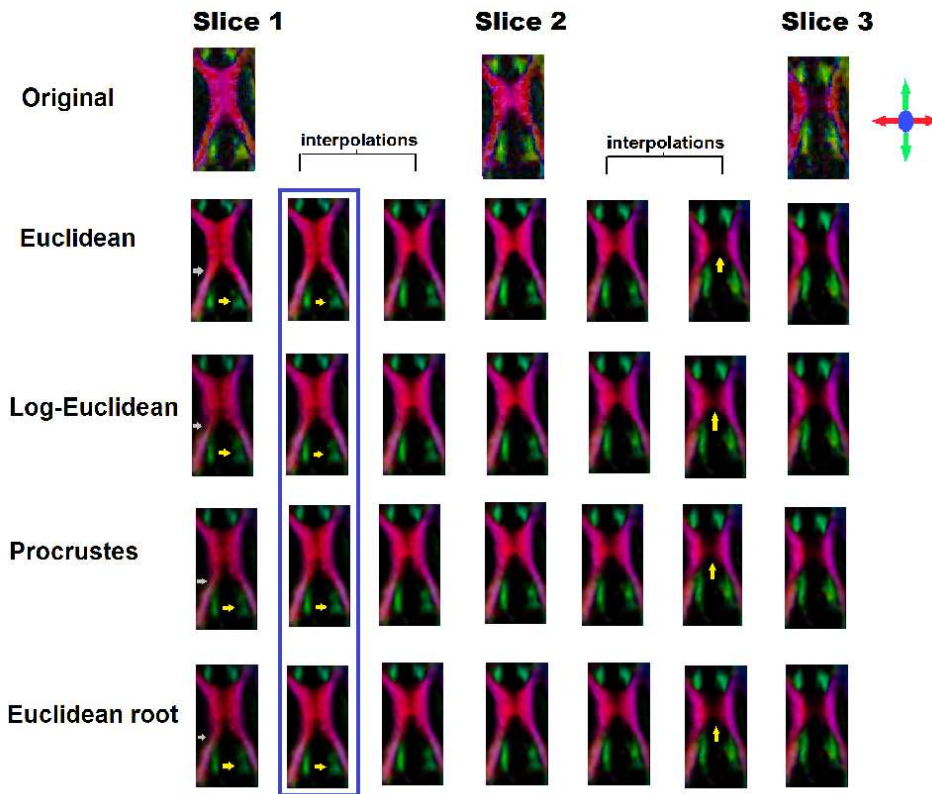 Slice 1
Slice 2
Slice 3
Original
interpolations
interpolations
Euclidean
Log-Euclidean
Procrustes
Euclidean root